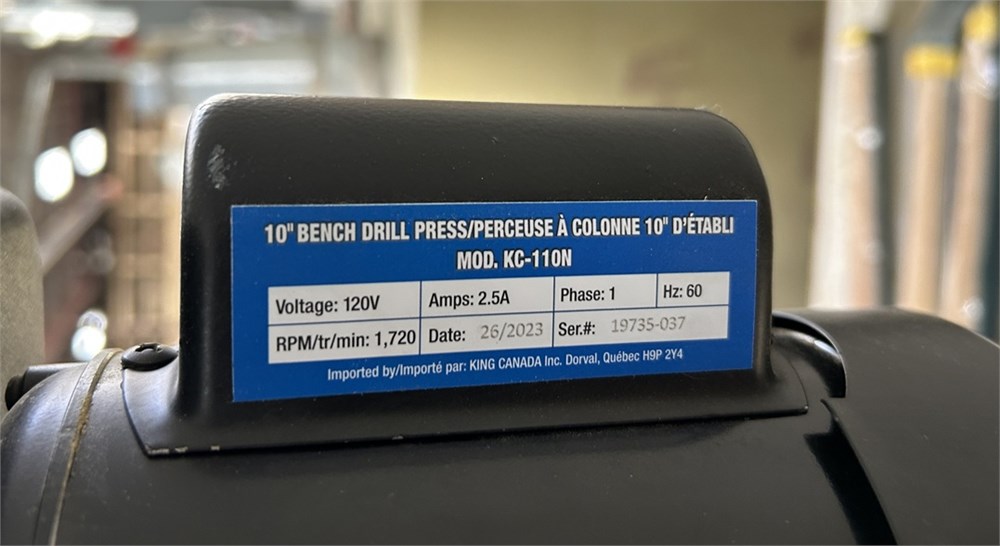 10" BENCH DRILL PRESS/PERCEUSE À COLONNE 10" D'ÉTABLI
MOD. KC-110N
Voltage: 120V Amps: 2.5A Phase: 1 Hz: 60
RPM/tr/min: 1,720 Date: 26/2023 Ser.#: 19735-037
Imported by/Importé par: KING CANADA Inc. Dorval, Québec H9P 2Y4